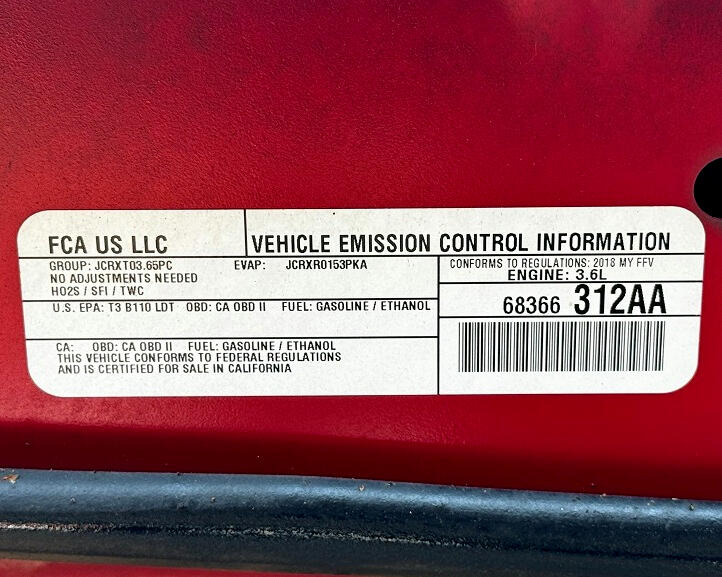 FCA US LLC
VEHICLE EMISSION CONTROL INFORMATION
GROUP: JCRXT03.65PC EVAP: JCRXR0153PKA
NO ADJUSTMENTS NEEDED
HO2S / SFI / TWC
CONFORMS TO REGULATIONS: 2018 MY FFV
ENGINE: 3.6L
U.S. EPA: T3 B110 LDT OBD: CA OBD II FUEL: GASOLINE / ETHANOL
68366 312AA
CA: OBD: CA OBD II FUEL: GASOLINE / ETHANOL
THIS VEHICLE CONFORMS TO FEDERAL REGULATIONS
AND IS CERTIFIED FOR SALE IN CALIFORNIA